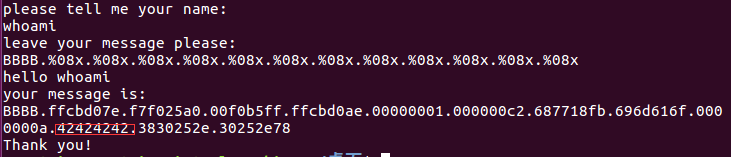 please tell me your name:
whoami
leave your message please:
BBBB.%08x.%08x.%08x.%08x.%08x.%08x.%08x.%08x.%08x.%08x.%08x.%08x
hello whoami
your message is:
BBBB.ffcbd07e.f7f025a0.00f0b5ff.ffcbd0ae.00000001.000000c2.687718fb.696d616f.000
0000a.42424242.3830252e.30252e78
Thank you!